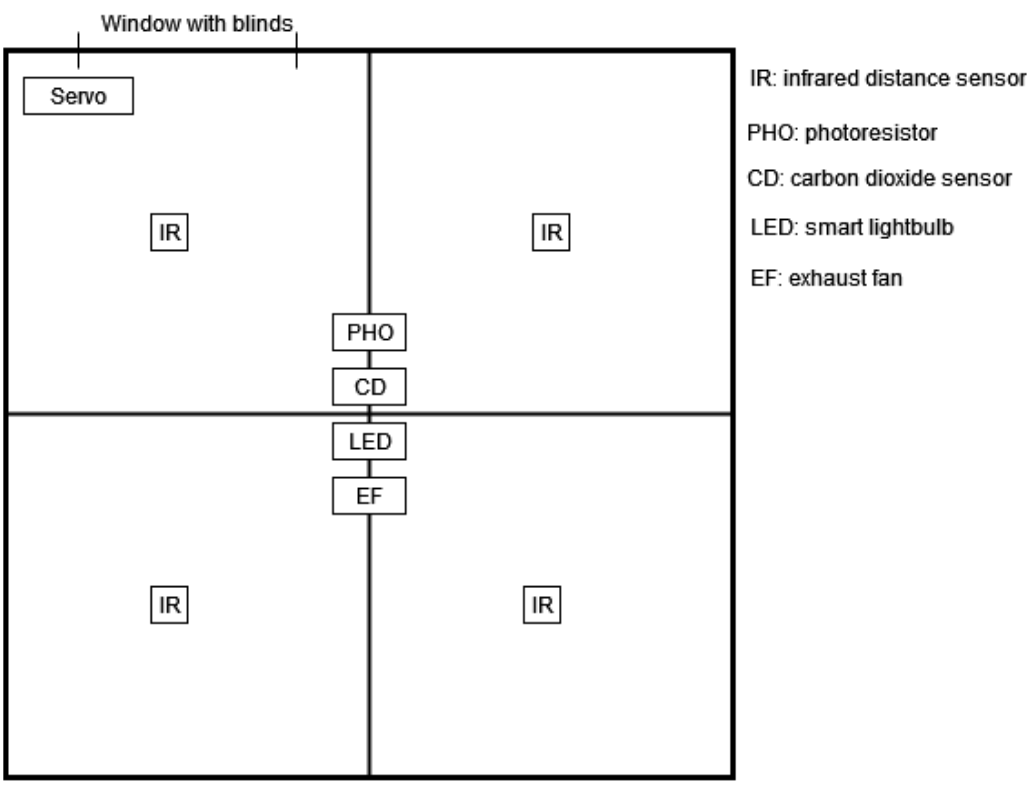 Window with blinds
Servo
IR
IR
PHO
CD
LED
EF
IR
IR
IR: infrared distance sensor
PHO: photoresistor
CD: carbon dioxide sensor
LED: smart lightbulb
EF: exhaust fan